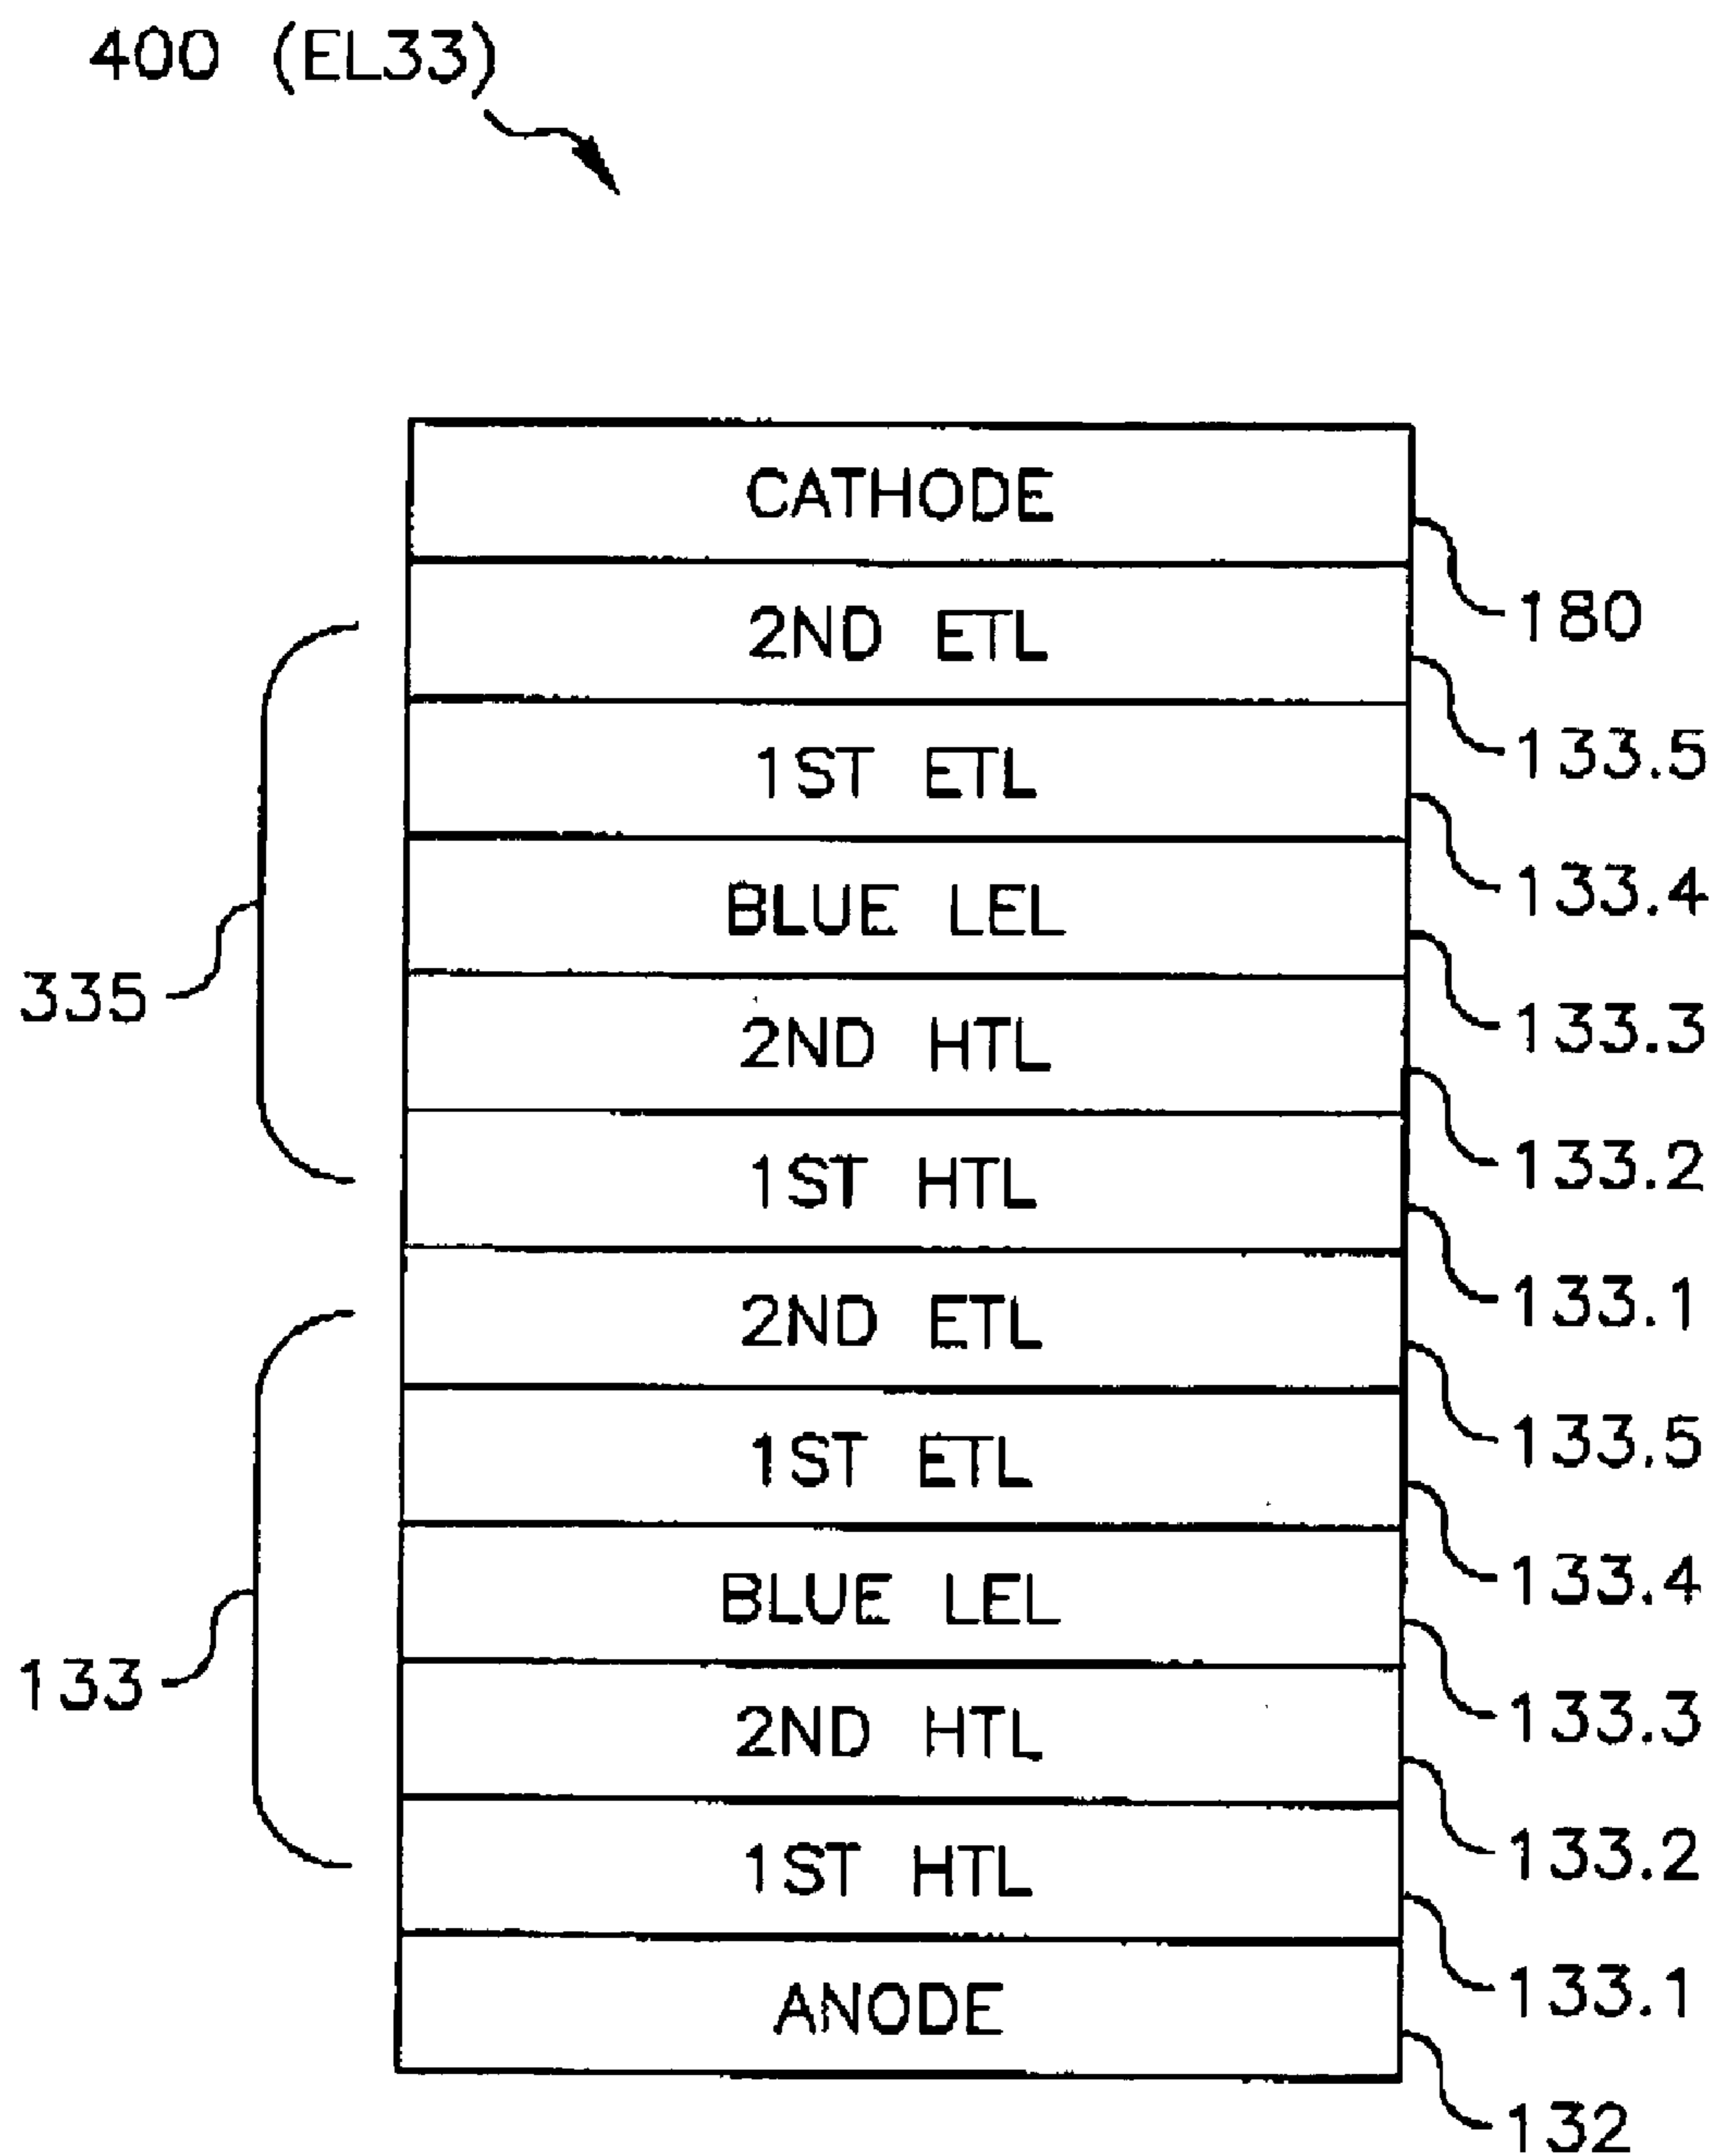 400 (EL33)
CATHODE
180
2ND ETL
133.5
1ST ETL
133.4
BLUE LEL
133.3
335
2ND HTL
133.2
1ST HTL
133.1
2ND ETL
133.5
1ST ETL
133.4
BLUE LEL
133.3
133
2ND HTL
133.2
1ST HTL
133.1
ANODE
132